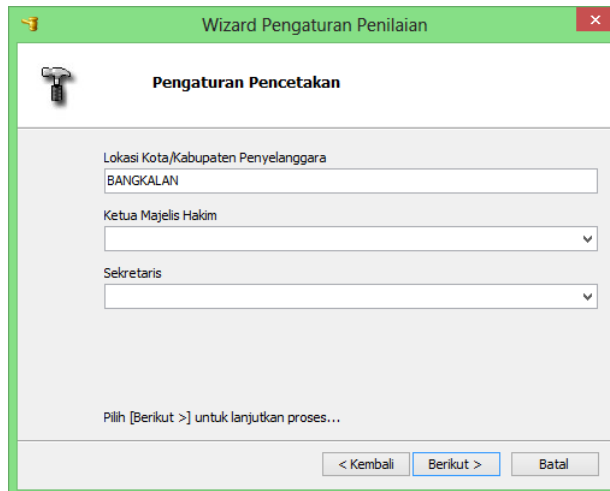 Wizard Pengaturan Penilaian
Pengaturan Pencetakan
Lokasi Kota/Kabupaten Penyelanggara
BANGKALAN
Ketua Majelis Hakim
Sekretaris
Pilih [Berikut >] untuk lanjutkan proses...
< Kembali Berikut > Batal